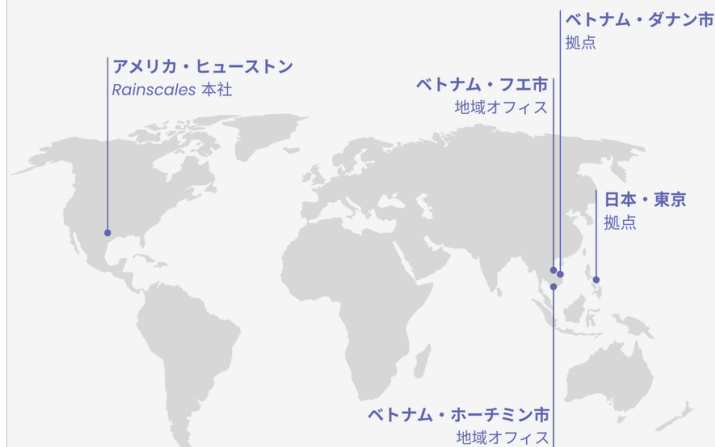 ベトナム・ダナン市
拠点
アメリカ・ヒューストン
Rainscales 本社
ベトナム・フエ市
地域オフィス
日本・東京
拠点
ベトナム・ホーチミン市
地域オフィス